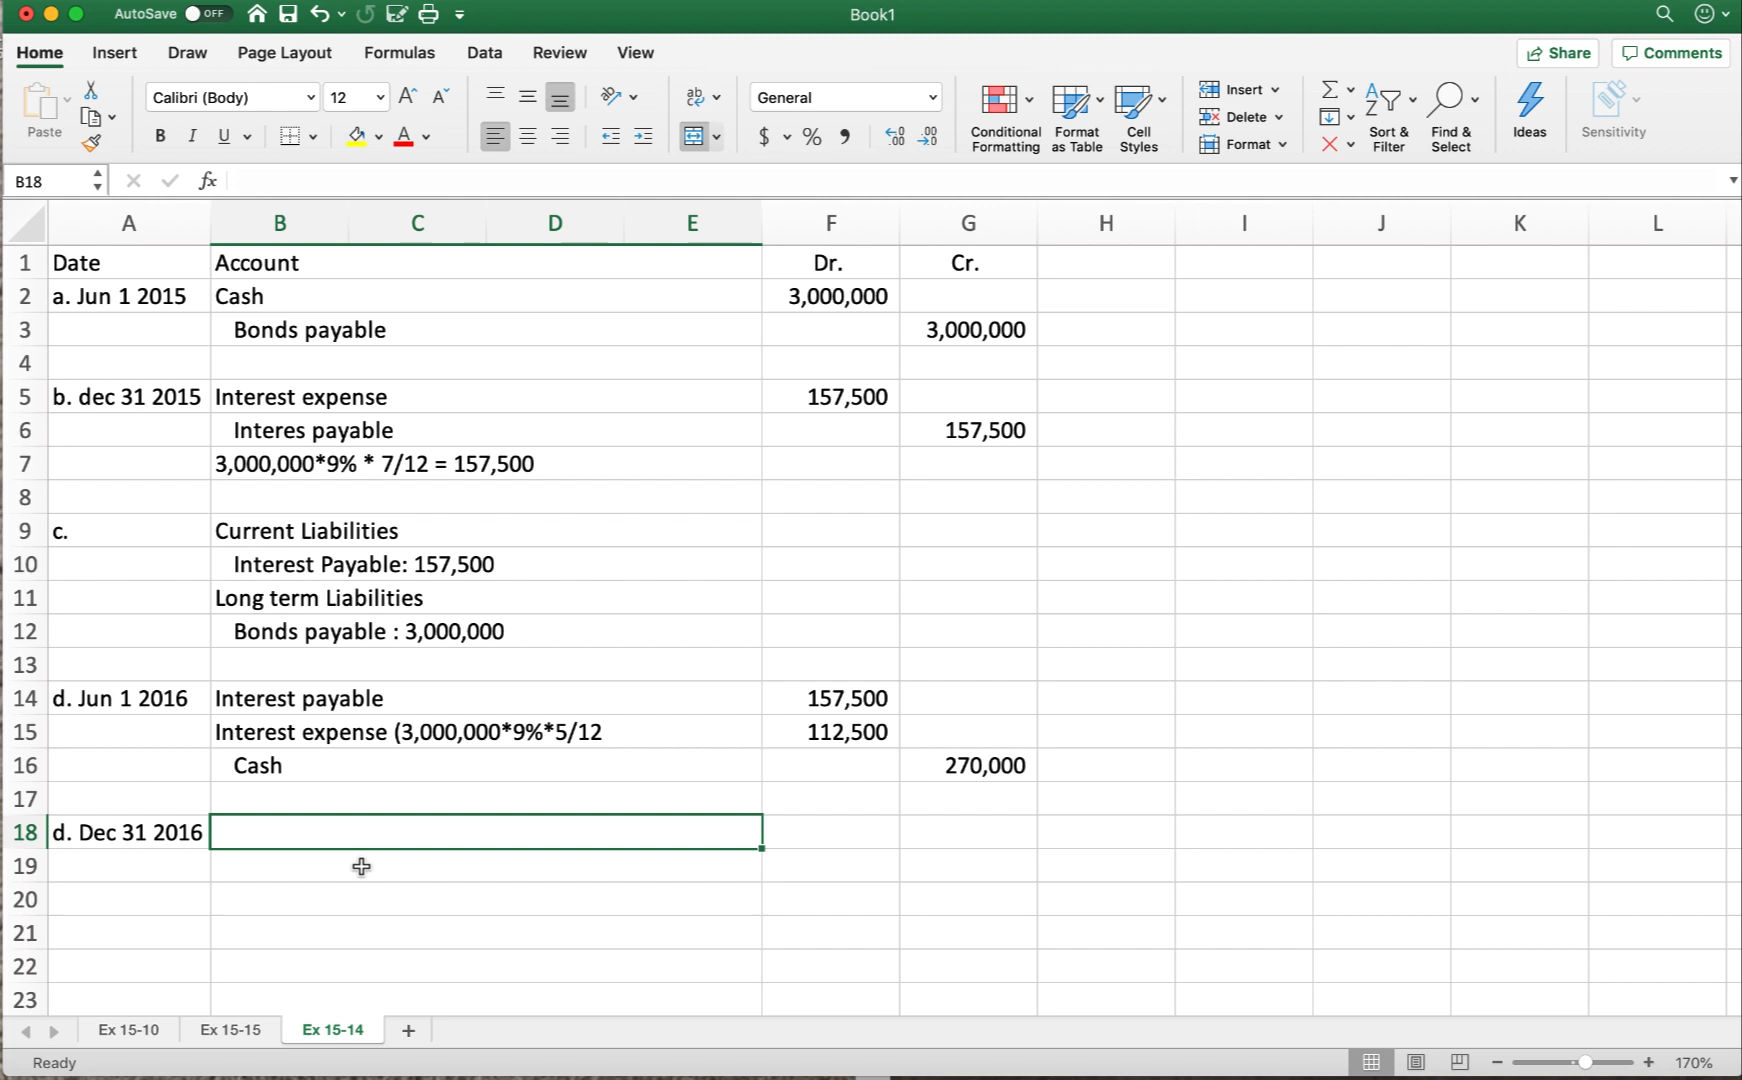 AutoSave OFF Book1
Home Insert Draw Page Layout Formulas Data Review View Share Comments
Paste Calibri (Body) 12 General Conditional Formatting Format as Table Cell Styles Insert Delete Format Sort & Filter Find & Select Ideas Sensitivity
B I U A $ %
B18 fx
A B C D E F G H I J K L
1 Date Account Dr. Cr.
2 a. Jun 1 2015 Cash 3,000,000
3 Bonds payable 3,000,000
4
5 b. dec 31 2015 Interest expense 157,500
6 Interes payable 157,500
7 3,000,000*9% * 7/12 = 157,500
8
9 c. Current Liabilities
10 Interest Payable: 157,500
11 Long term Liabilities
12 Bonds payable : 3,000,000
13
14 d. Jun 1 2016 Interest payable 157,500
15 Interest expense (3,000,000*9%*5/12 112,500
16 Cash 270,000
17
18 d. Dec 31 2016
19
20
21
22
23
Ex 15-10 Ex 15-15 Ex 15-14 +
Ready 170%